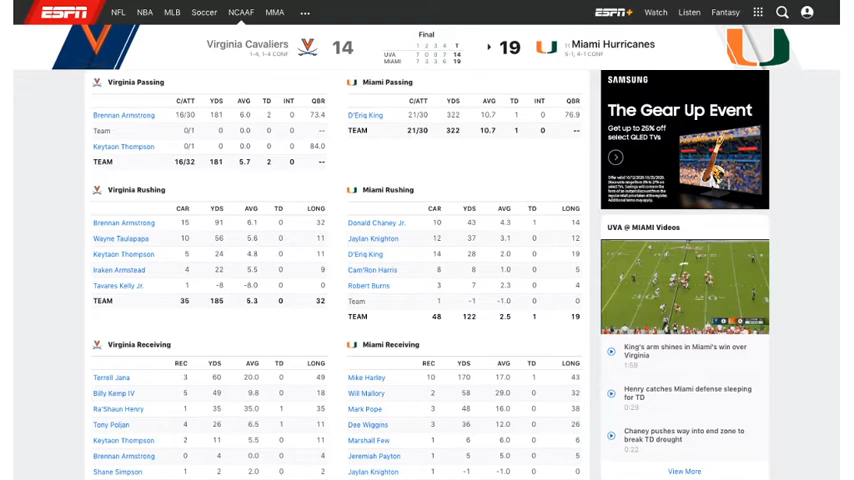 ESPN NFL NBA MLB Soccer NCAAF MMA ••• ESPN+ Watch Listen Fantasy
Virginia Cavaliers 14 Final 19 11 Miami Hurricanes
1-4, 1-4 CONF 5-1, 4-1 CONF
1 2 3 4 T
UVA 7 0 0 7 14
MIAMI 7 3 3 6 19
Virginia Passing
C/ATT YDS AVG TD INT QBR
Brennan Armstrong 16/30 181 6.0 2 0 73.4
Team 0/1 0 0.0 0 0 --
Keytaon Thompson 0/1 0 0.0 0 0 84.0
TEAM 16/32 181 5.7 2 0 --
Miami Passing
C/ATT YDS AVG TD INT QBR
D'Eriq King 21/30 322 10.7 1 0 76.9
TEAM 21/30 322 10.7 1 0 --
Virginia Rushing
CAR YDS AVG TD LONG
Brennan Armstrong 15 91 6.1 0 32
Wayne Taulapapa 10 56 5.6 0 11
Keytaon Thompson 5 24 4.8 0 11
Iraken Armstead 4 22 5.5 0 9
Tavares Kelly Jr. 1 -8 -8.0 0 0
TEAM 35 185 5.3 0 32
Miami Rushing
CAR YDS AVG TD LONG
Donald Chaney Jr. 10 43 4.3 1 14
Jaylan Knighton 12 37 3.1 0 12
D'Eriq King 14 28 2.0 0 19
Cam'Ron Harris 8 8 1.0 0 5
Robert Burns 3 7 2.3 0 4
Team 1 -1 -1.0 0 0
TEAM 48 122 2.5 1 19
Virginia Receiving
REC YDS AVG TD LONG
Terrell Jana 3 60 20.0 0 49
Billy Kemp IV 5 49 9.8 0 18
Ra'Shaun Henry 1 35 35.0 1 35
Tony Poljan 4 26 6.5 1 11
Keytaon Thompson 2 11 5.5 0 11
Brennan Armstrong 0 4 0.0 0 4
Shane Simpson 1 2 2.0 0 2
Miami Receiving
REC YDS AVG TD LONG
Mike Harley 10 170 17.0 1 43
Will Mallory 2 58 29.0 0 32
Mark Pope 3 48 16.0 0 38
Dee Wiggins 3 36 12.0 0 26
Marshall Few 1 6 6.0 0 6
Jeremiah Payton 1 5 5.0 0 5
Jaylan Knighton 1 -1 -1.0 0 0
SAMSUNG
The Gear Up Event
Get up to 25% off
select QLED TVs
UVA @ MIAMI Videos
King's arm shines in Miami's win over
Virginia
1:59
Henry catches Miami defense sleeping
for TD
0:29
Chaney pushes way into end zone to
break TD drought
0:22
View More